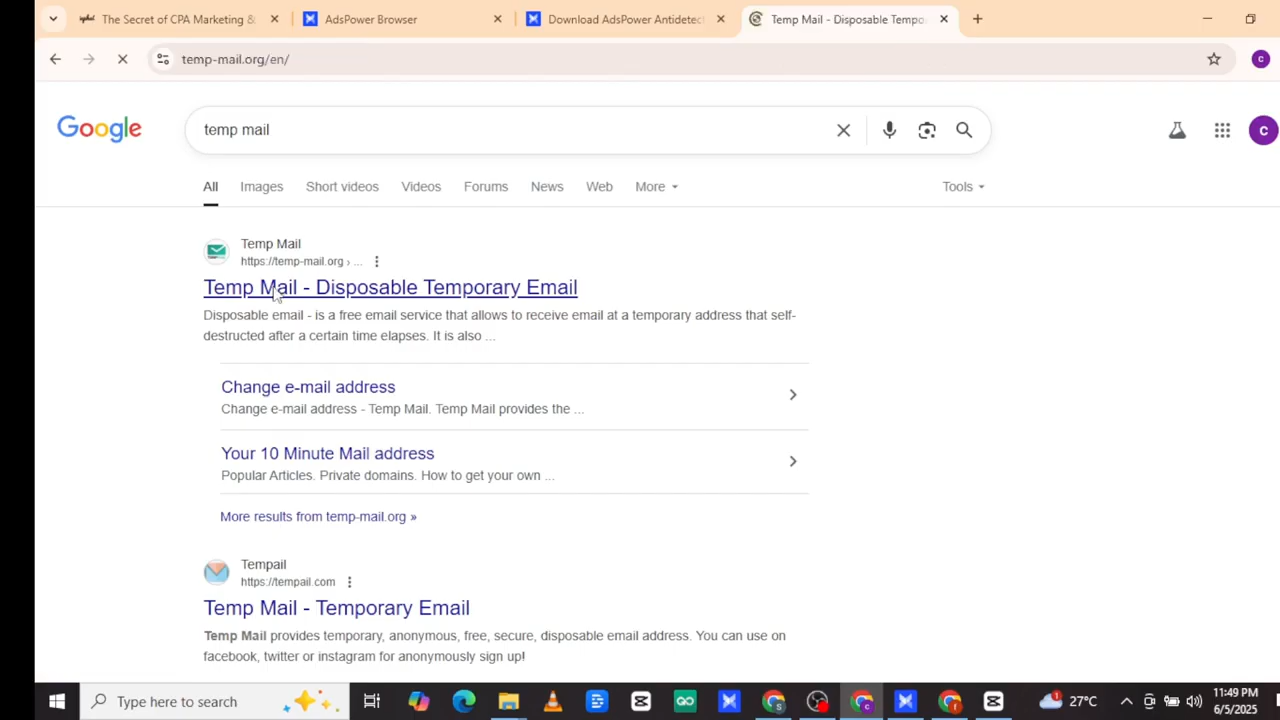 The Secret of CPA Marketing &
AdsPower Browser
Download AdsPower Antidetect
Temp Mail - Disposable Tempo
temp-mail.org/en/
c
Google
temp mail
c
All
Images
Short videos
Videos
Forums
News
Web
More
Tools
Temp Mail
https://temp-mail.org › ...
Temp Mail - Disposable Temporary Email
Disposable email - is a free email service that allows to receive email at a temporary address that self-
destructed after a certain time elapses. It is also ...
Change e-mail address
Change e-mail address - Temp Mail. Temp Mail provides the ...
Your 10 Minute Mail address
Popular Articles. Private domains. How to get your own ...
More results from temp-mail.org »
Tempail
https://tempail.com
Temp Mail - Temporary Email
Temp Mail provides temporary, anonymous, free, secure, disposable email address. You can use on
facebook, twitter or instagram for anonymously sign up!
Type here to search
27°C
11:49 PM
6/5/2025